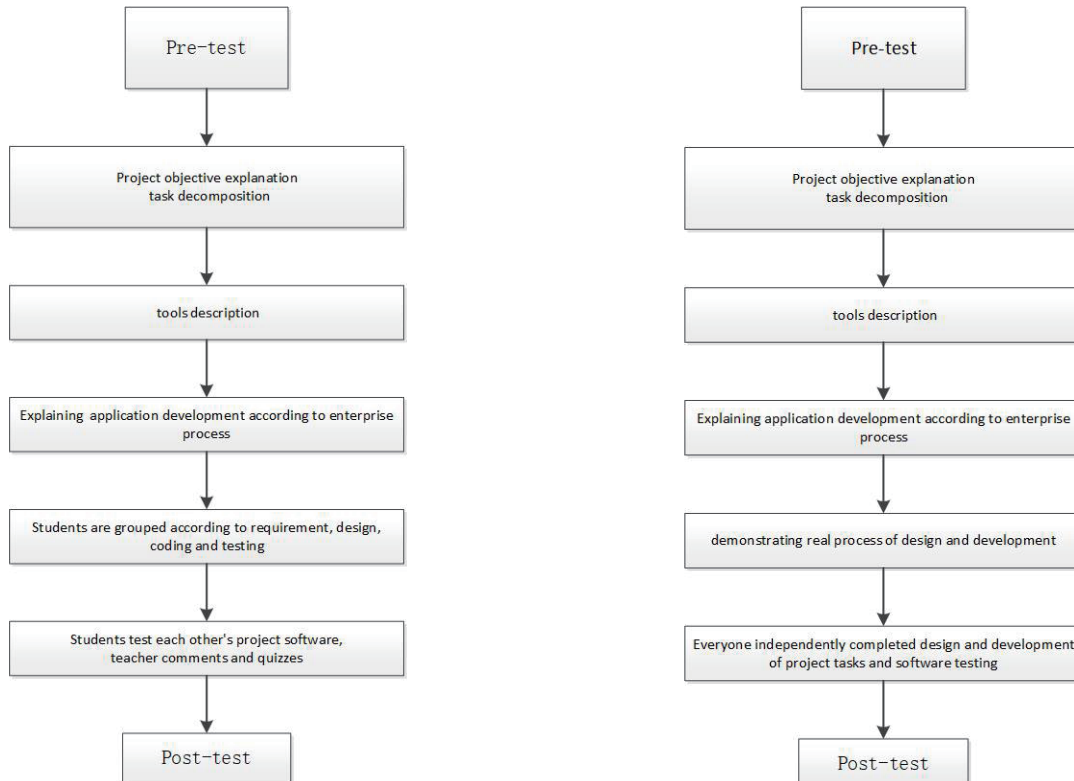 Pre-test
Project objective explanation
task decomposition
tools description
Explaining application development according to enterprise
process
Students are grouped according to requirement, design,
coding and testing
Students test each other's project software,
teacher comments and quizzes
Post-test
Pre-test
Project objective explanation
task decomposition
tools description
Explaining application development according to enterprise
process
demonstrating real process of design and development
Everyone independently completed design and development
of project tasks and software testing
Post-test